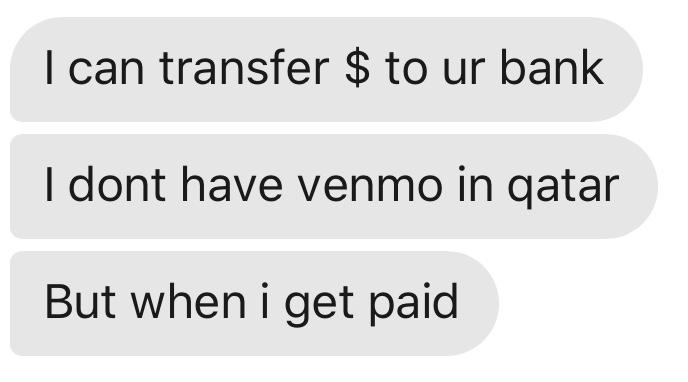 I can transfer $ to ur bank
I dont have venmo in qatar
But when i get paid